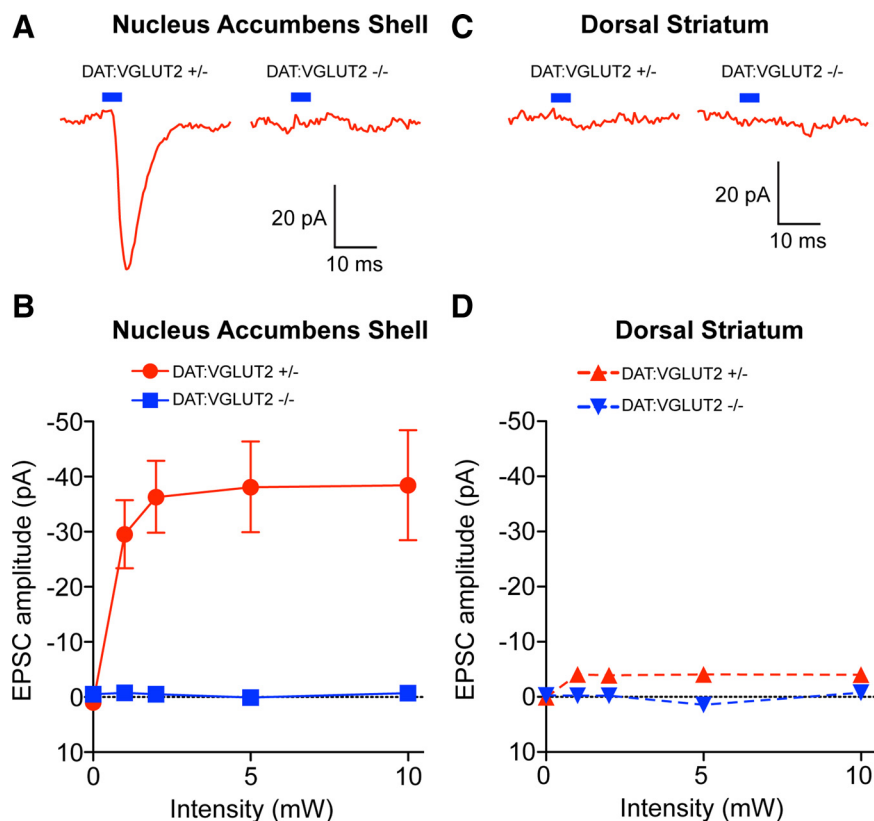 A
Nucleus Accumbens Shell
DAT:VGLUT2 +/-
DAT:VGLUT2 -/-
20 pA
10 ms
C
Dorsal Striatum
DAT:VGLUT2 +/-
DAT:VGLUT2 -/-
20 pA
10 ms
B
Nucleus Accumbens Shell
DAT:VGLUT2 +/-
DAT:VGLUT2 -/-
EPSC amplitude (pA)
-50
-40
-30
-20
-10
0
10
0
5
10
Intensity (mW)
D
Dorsal Striatum
DAT:VGLUT2 +/-
DAT:VGLUT2 -/-
EPSC amplitude (pA)
-50
-40
-30
-20
-10
0
10
0
5
10
Intensity (mW)